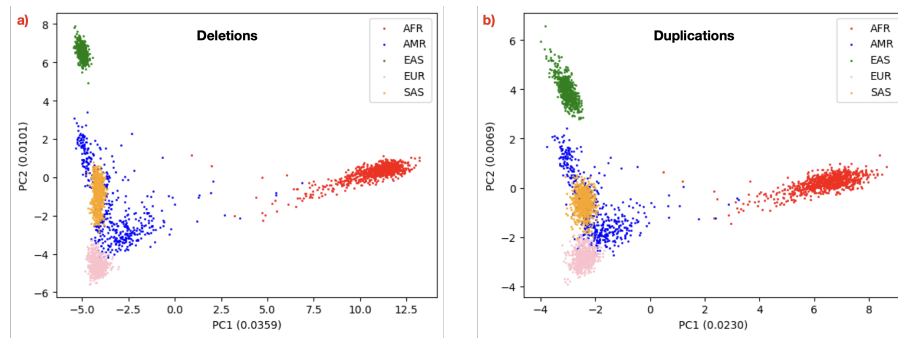 a)
Deletions
AFR
AMR
EAS
EUR
SAS
8
6
4
2
0
−2
−4
−6
PC2 (0.0101)
−5.0
−2.5
0.0
2.5
5.0
7.5
10.0
12.5
PC1 (0.0359)
b)
Duplications
AFR
AMR
EAS
EUR
SAS
6
4
2
0
−2
−4
PC2 (0.0069)
−4
−2
0
2
4
6
8
PC1 (0.0230)